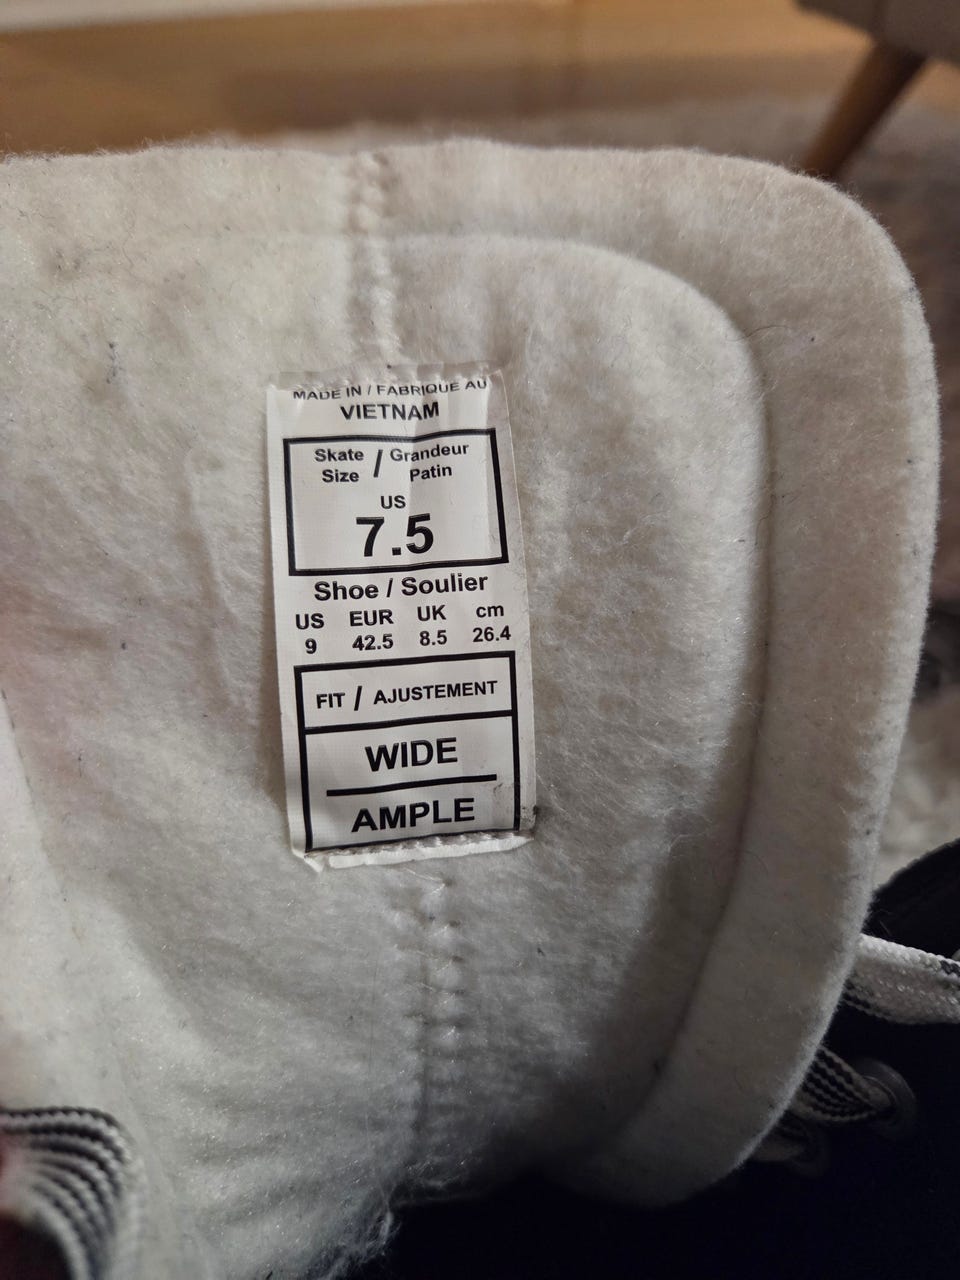 MADE IN / FABRIQUE AU
VIETNAM
Skate / Grandeur
Size Patin
US
7.5
Shoe / Soulier
US EUR UK cm
9 42.5 8.5 26.4
FIT / AJUSTEMENT
WIDE
AMPLE